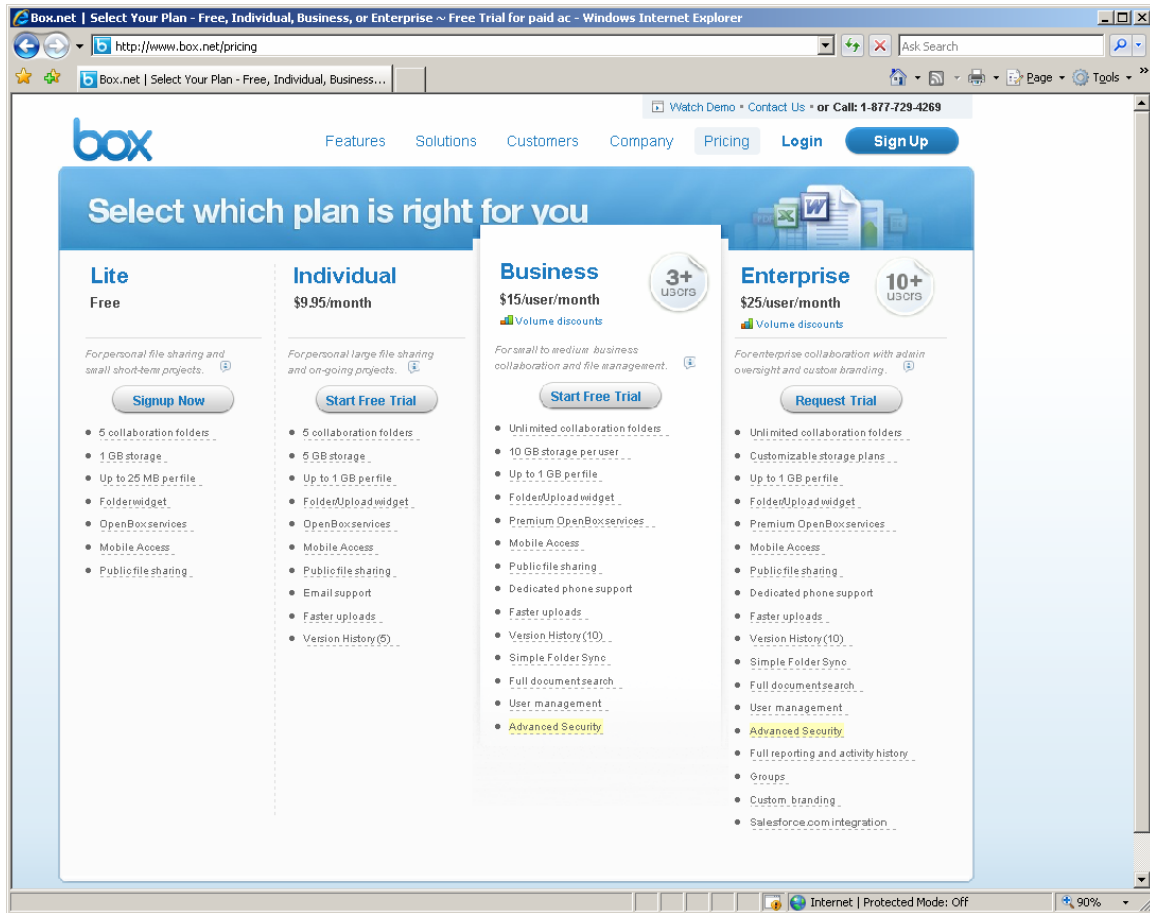 Box.net | Select Your Plan - Free, Individual, Business, or Enterprise ~ Free Trial for paid ac - Windows Internet Explorer
http://www.box.net/pricing
Ask Search
Box.net | Select Your Plan - Free, Individual, Business...
Page
Tools
Watch Demo • Contact Us • or Call: 1-877-729-4269
box
Features Solutions Customers Company Pricing Login Sign Up
Select which plan is right for you
Lite
Free
For personal file sharing and
small short-term projects.
Signup Now
5 collaboration folders
1 GB storage
Up to 25 MB per file
Folder widget
OpenBox services
Mobile Access
Public file sharing
Individual
$9.95/month
For personal large file sharing
and on-going projects.
Start Free Trial
5 collaboration folders
5 GB storage
Up to 1 GB per file
Folder/Upload widget
OpenBox services
Mobile Access
Public file sharing
Email support
Faster uploads
Version History (5)
Business
3+
users
$15/user/month
Volume discounts
For small to medium business
collaboration and file management.
Start Free Trial
Unlimited collaboration folders
10 GB storage per user
Up to 1 GB per file
Folder/Upload widget
Premium OpenBox services
Mobile Access
Public file sharing
Dedicated phone support
Faster uploads
Version History (10)
Simple Folder Sync
Full document search
User management
Advanced Security
Enterprise
10+
users
$25/user/month
Volume discounts
For enterprise collaboration with admin
oversight and custom branding.
Request Trial
Unlimited collaboration folders
Customizable storage plans
Up to 1 GB per file
Folder/Upload widget
Premium OpenBox services
Mobile Access
Public file sharing
Dedicated phone support
Faster uploads
Version History (10)
Simple Folder Sync
Full document search
User management
Advanced Security
Full reporting and activity history
Groups
Custom branding
Salesforce.com integration
Internet | Protected Mode: Off
90%